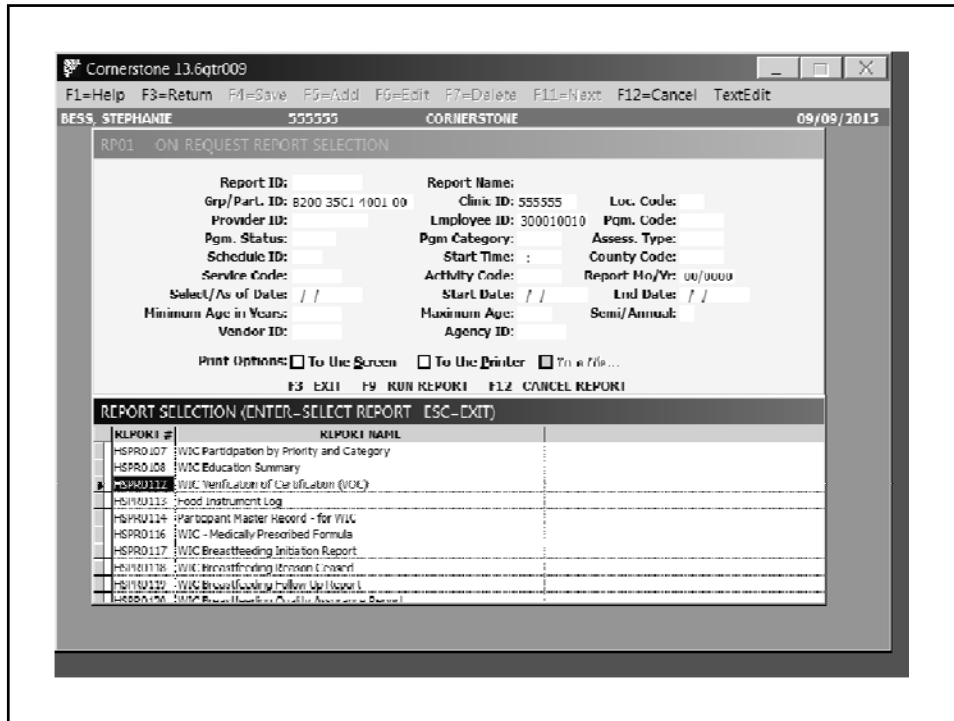 Cornerstone 13.6qtr009
F1=Help F3=Return F4=Save F5=Add F6=Edit F7=Delete F11=Next F12=Cancel TextEdit
BESS, STEPHANIE 555555 CORNERSTONE 09/09/2015
RP01 ON REQUEST REPORT SELECTION
Report ID: Report Name:
Grp/Part. ID: B200 35C1 4001 00 Clinic ID: 555555 Loc. Code:
Provider ID: Employee ID: 300010010 Pgm. Code:
Pgm. Status: Pgm Category: Assess. Type:
Schedule ID: Start Time: : County Code:
Service Code: Activity Code: Report Mo/Yr: 00/0000
Select/As of Date: / / Start Date: / / End Date: / /
Minimum Age in Years: Maximum Age: Semi/Annual:
Vendor ID: Agency ID:
Print Options: To the Screen To the Printer To a file...
F3 EXIT F9 RUN REPORT F12 CANCEL REPORT
REPORT SELECTION (ENTER=SELECT REPORT ESC=EXIT)
REPORT # REPORT NAME
HSPR0107 WIC Participation by Priority and Category
HSPR0108 WIC Education Summary
HSPR0112 WIC Verification of Certification (VOC)
HSPR0113 Food Instrument Log
HSPR0114 Participant Master Record - for WIC
HSPR0116 WIC - Medically Prescribed Formula
HSPR0117 WIC Breastfeeding Initiation Report
HSPR0118 WIC Breastfeeding Reason Ceased
HSPR0119 WIC Breastfeeding Follow Up Report
HSPR0120 WIC Breastfeeding Quality Assurance Report